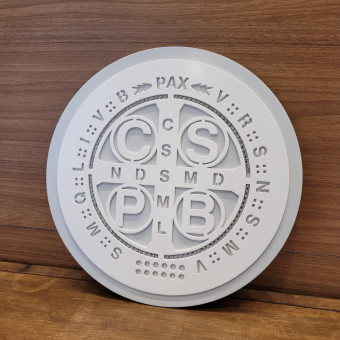 PAX
V R S N S M V
S M Q L I V B
C S
P B
C
S
N D S M D
M
L